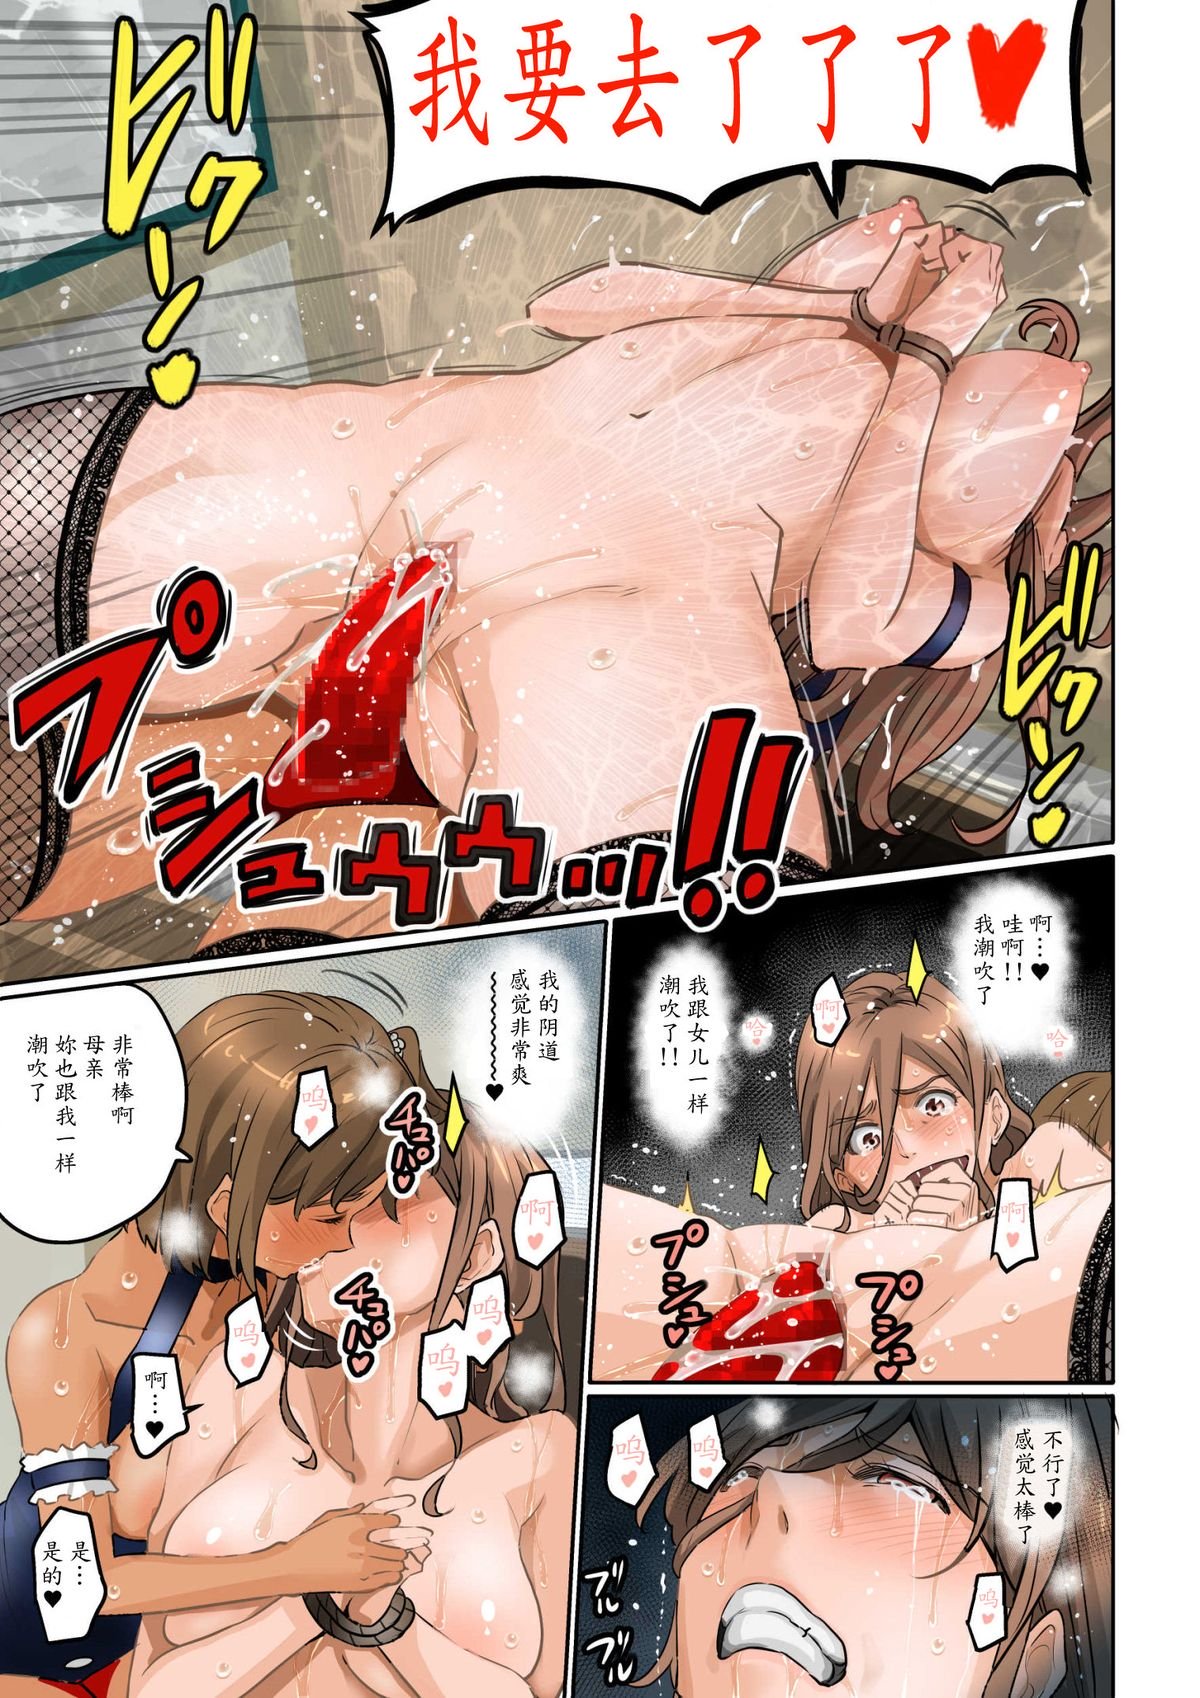 我要去了了了♥
ビクンッ
プシュウウッ!!
ビクンッ
啊…♥
哇啊!!
我潮吹了
我跟女儿一样
潮吹了!!
啊♥
哈♥
哈♥
啊♥
プシュ♥
プシュ♥
我的阴道
感觉非常爽
~~~♥
非常棒啊
母亲
妳也跟我一样
潮吹了
呜♥
チュパ♥
啊♥
呜♥
チュパ♥
呜♥
呜♥
啊…♥
是…
是的♥
不行了♥
感觉太棒了
呜♥
呜♥
呜♥
ブル
ブル